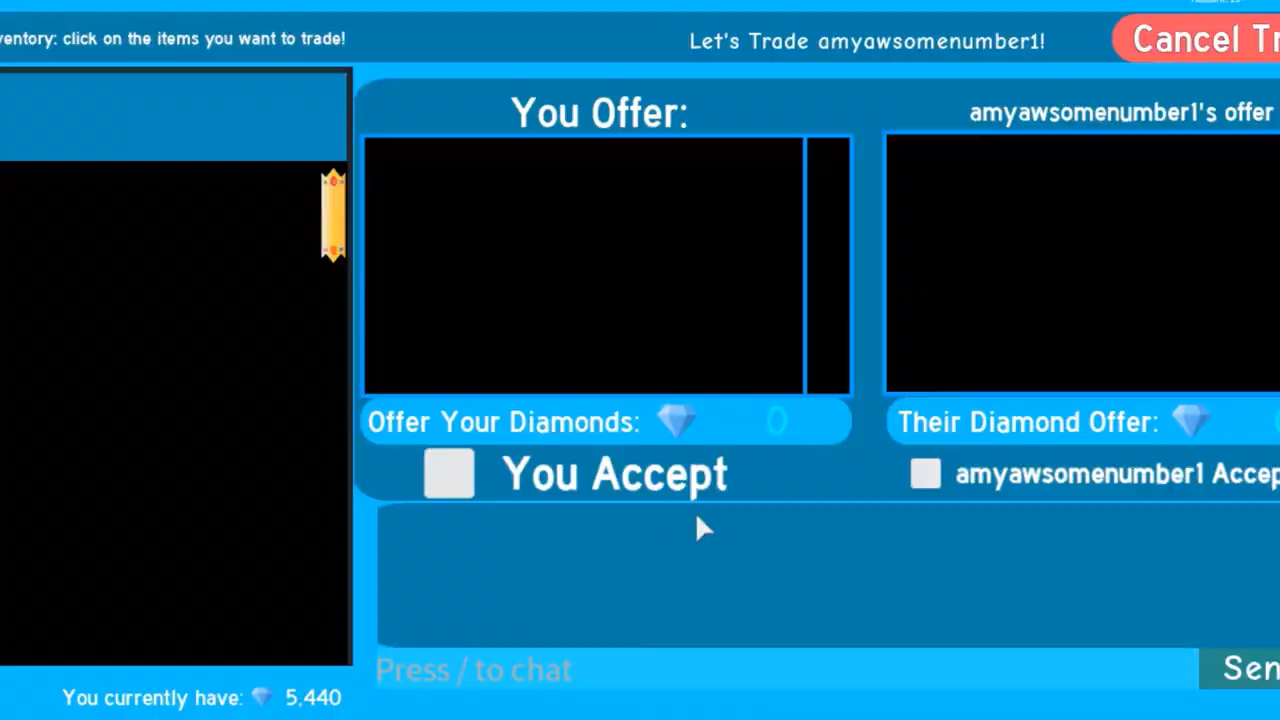 ventory: click on the items you want to trade!
Let's Trade amyawsomenumber1!
Cancel Tr
You Offer:
amyawsomenumber1's offer
Offer Your Diamonds: 0
Their Diamond Offer:
You Accept
amyawsomenumber1 Accep
Press / to chat
Sen
You currently have: 5,440